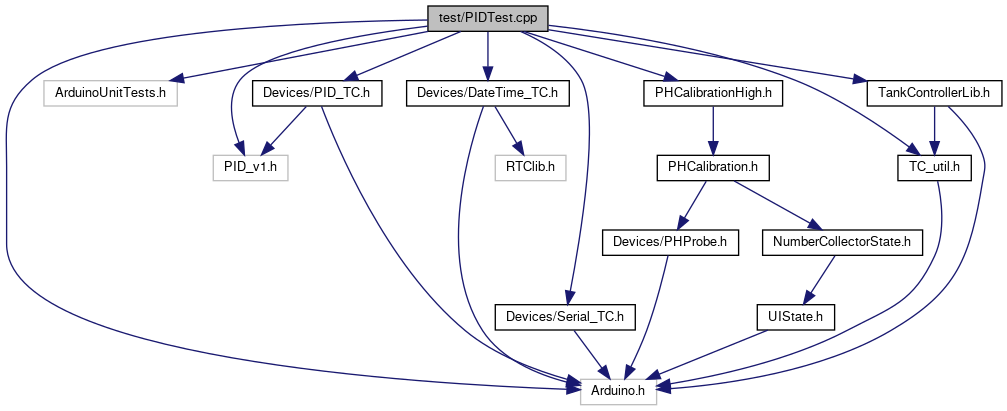 test/PIDTest.cpp
ArduinoUnitTests.h
Devices/PID_TC.h
Devices/DateTime_TC.h
PHCalibrationHigh.h
TankControllerLib.h
PID_v1.h
RTClib.h
PHCalibration.h
TC_util.h
Devices/PHProbe.h
NumberCollectorState.h
Devices/Serial_TC.h
UIState.h
Arduino.h